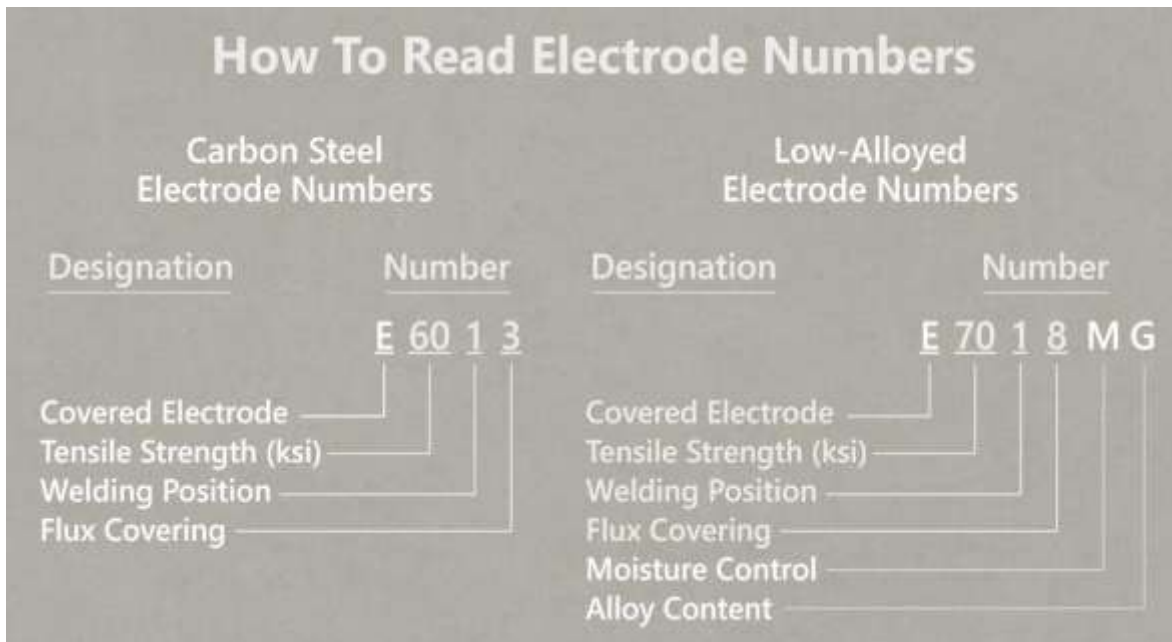 How To Read Electrode Numbers
Carbon Steel
Electrode Numbers
Designation Number
E 60 1 3
Covered Electrode
Tensile Strength (ksi)
Welding Position
Flux Covering
Low-Alloyed
Electrode Numbers
Designation Number
E 70 1 8 M G
Covered Electrode
Tensile Strength (ksi)
Welding Position
Flux Covering
Moisture Control
Alloy Content